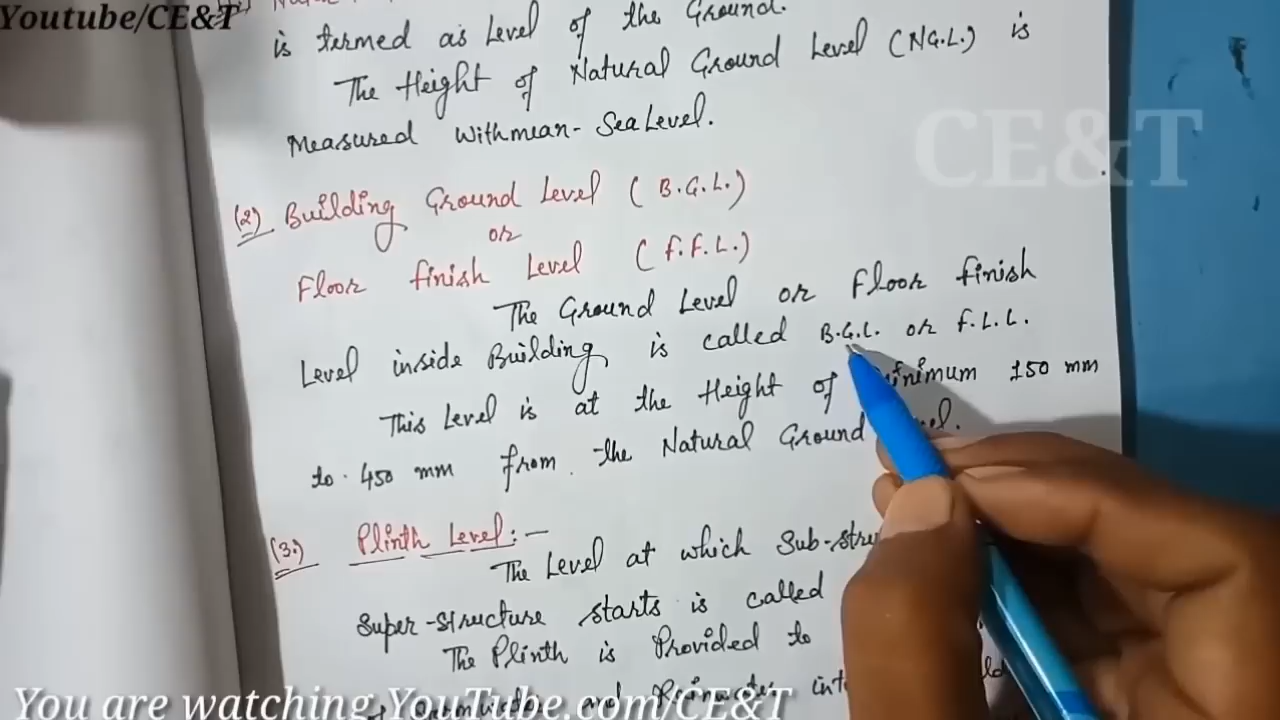 Youtube/CE&T
is termed as Level of the Ground.
The Height of Natural Ground Level (N.G.L.) is
Measured with mean-Sea Level.
CE&T
(2) Building Ground Level (B.G.L.)
or
Floor finish Level (f.F.L.)
The Ground Level or Floor finish
Level inside Building is called B.G.L. or f.L.L.
This Level is at the Height of minimum 150 mm
to 450 mm from the Natural Ground
(3.) Plinth Level:-
The Level at which Sub-stru
Super-structure starts is called
The Plinth is Provided to
and Rainwater
You are watching YouTube.com/CE&T